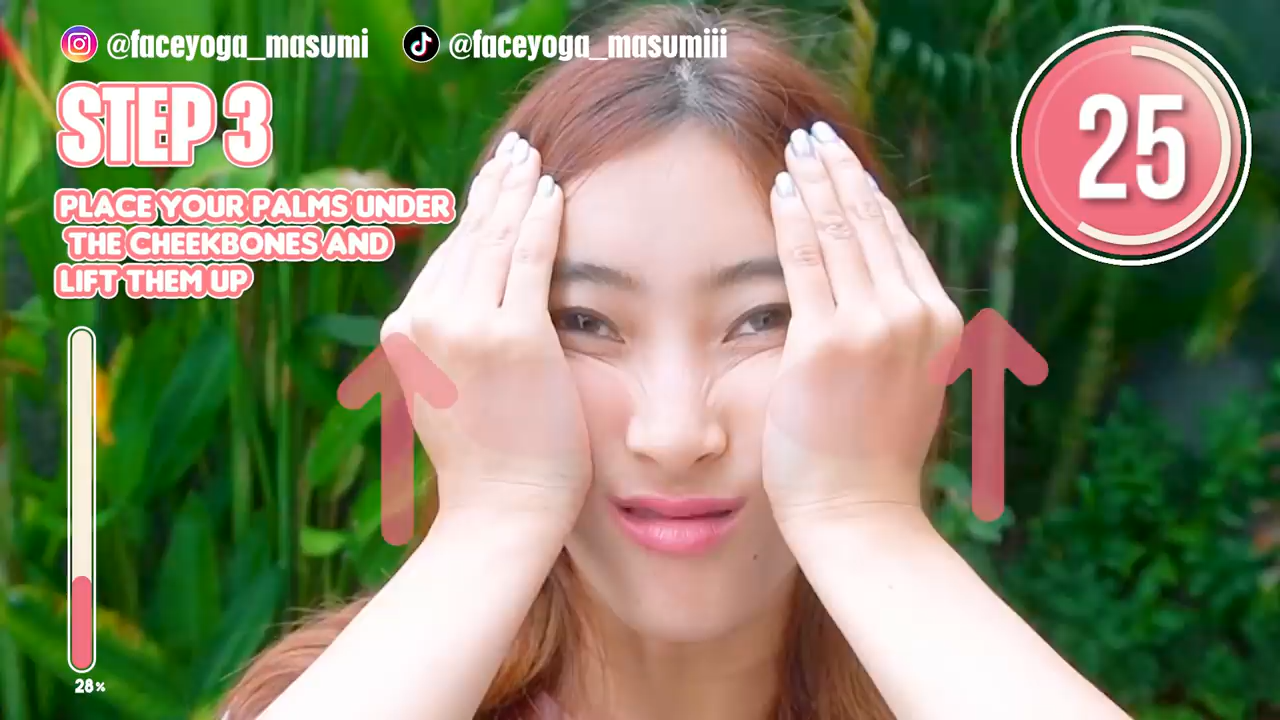 @faceyoga_masumi @faceyoga_masumiii
STEP 3
25
PLACE YOUR PALMS UNDER
THE CHEEKBONES AND
LIFT THEM UP
28%